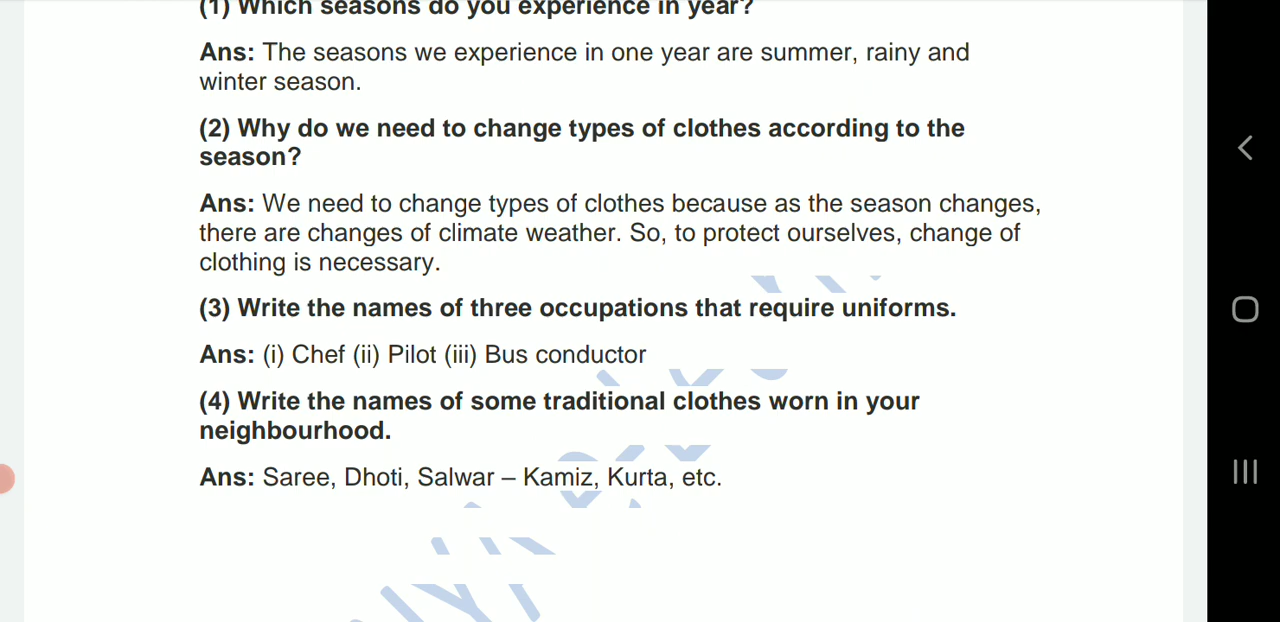 (1) Which seasons do you experience in year?
Ans: The seasons we experience in one year are summer, rainy and
winter season.
(2) Why do we need to change types of clothes according to the
season?
Ans: We need to change types of clothes because as the season changes,
there are changes of climate weather. So, to protect ourselves, change of
clothing is necessary.
(3) Write the names of three occupations that require uniforms.
Ans: (i) Chef (ii) Pilot (iii) Bus conductor
(4) Write the names of some traditional clothes worn in your
neighbourhood.
Ans: Saree, Dhoti, Salwar – Kamiz, Kurta, etc.